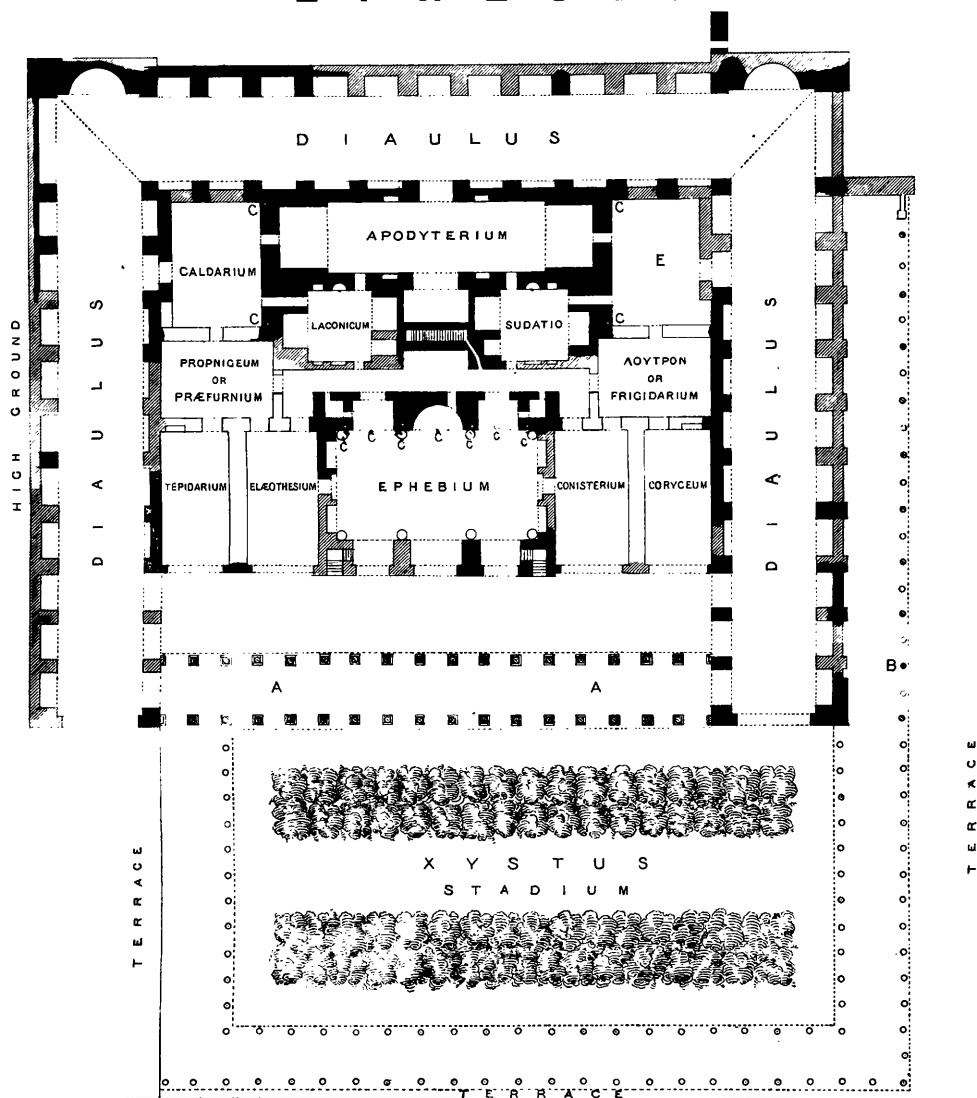 DIAULUS
C
C
APODYTERIUM
E
CALDARIUM
C
C
LACONICUM
SUDATIO
DIAULUS
DIAULUS
HIGH GROUND
PROPNIGEUM
OR
PRÆFURNIUM
ΛΟΥΤΡΟΝ
OR
FRIGIDARIUM
C
C
C
C
C
C
C
C
TEPIDARIUM
ELÆOTHESIUM
EPHEBIUM
CONISTERIUM
CORYCEUM
B
A
A
TERRACE
TERRACE
XYSTUS
STADIUM
TERRACE